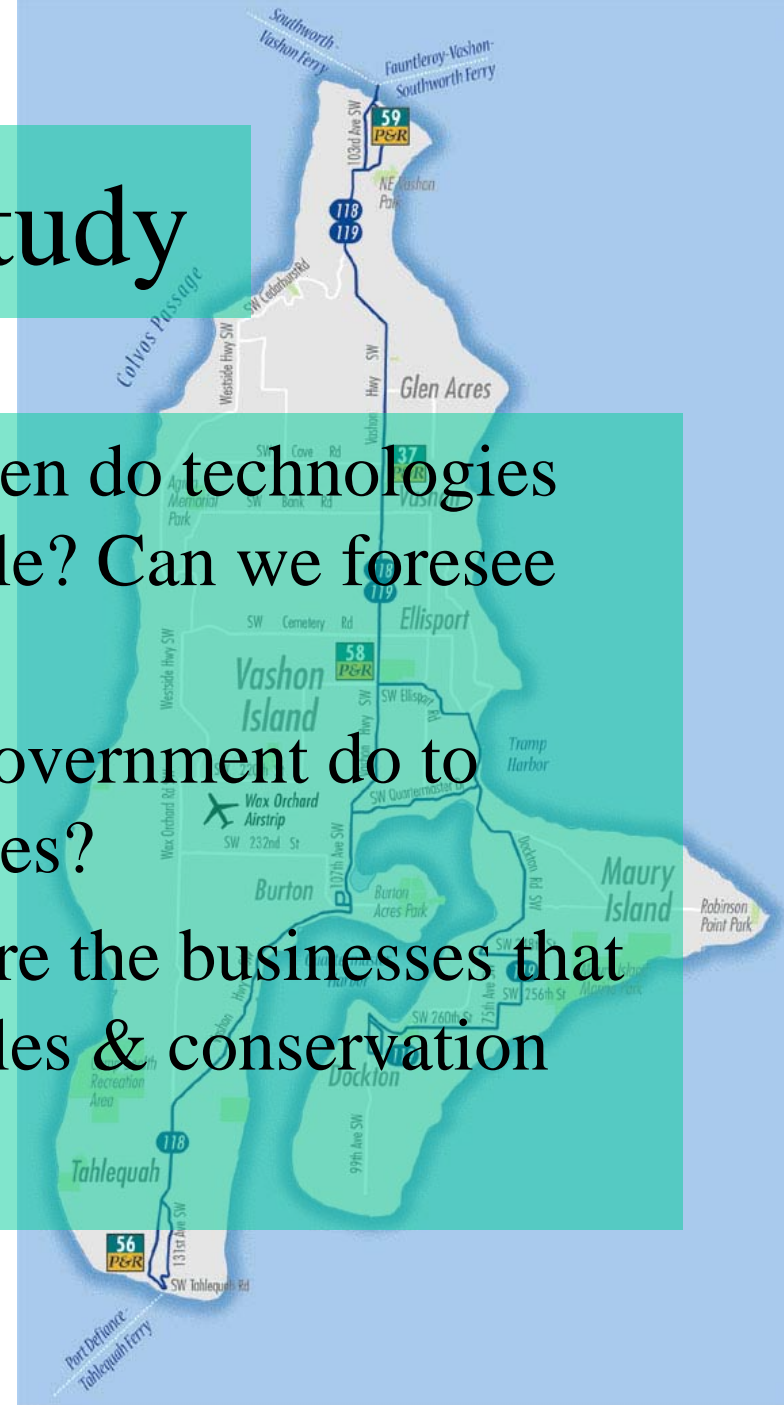 Southworth -
Vashon Ferry
Fauntleroy-Vashon-
Southworth Ferry
103rd Ave SW
59
P&R
NE Vashon
Park
118
119
tudy
SW Cedarhurst Rd
Colvos Passage
Westside Hwy SW
Vashon Hwy SW
Glen Acres
en do technologies
SW Cove Rd
37
P&R
Vashon
Memorial
Park
SW Bank Rd
le? Can we foresee
118
119
SW Cemetery Rd
Ellisport
58
P&R
Westside Hwy SW
Vashon
Island
SW Ellisport Rd
Hwy SW
Tramp
Harbor
overnment do to
SW Quartermaster Dr
Wax Orchard Rd SW
Wax Orchard
Airstrip
SW 232nd St
es?
107th Ave SW
Dockton Rd SW
Maury
Island
Burton
P
Burton
Acres Park
Robinson
Point Park
re the businesses that
Harbor
75th Ave SW
SW 256th St
SW 260th St
les & conservation
Recreation
Area
Dockton
118
99th Ave SW
Tahlequah
131st Ave SW
56
P&R
SW Tahlequah Rd
Port Defiance-
Tahlequah Ferry